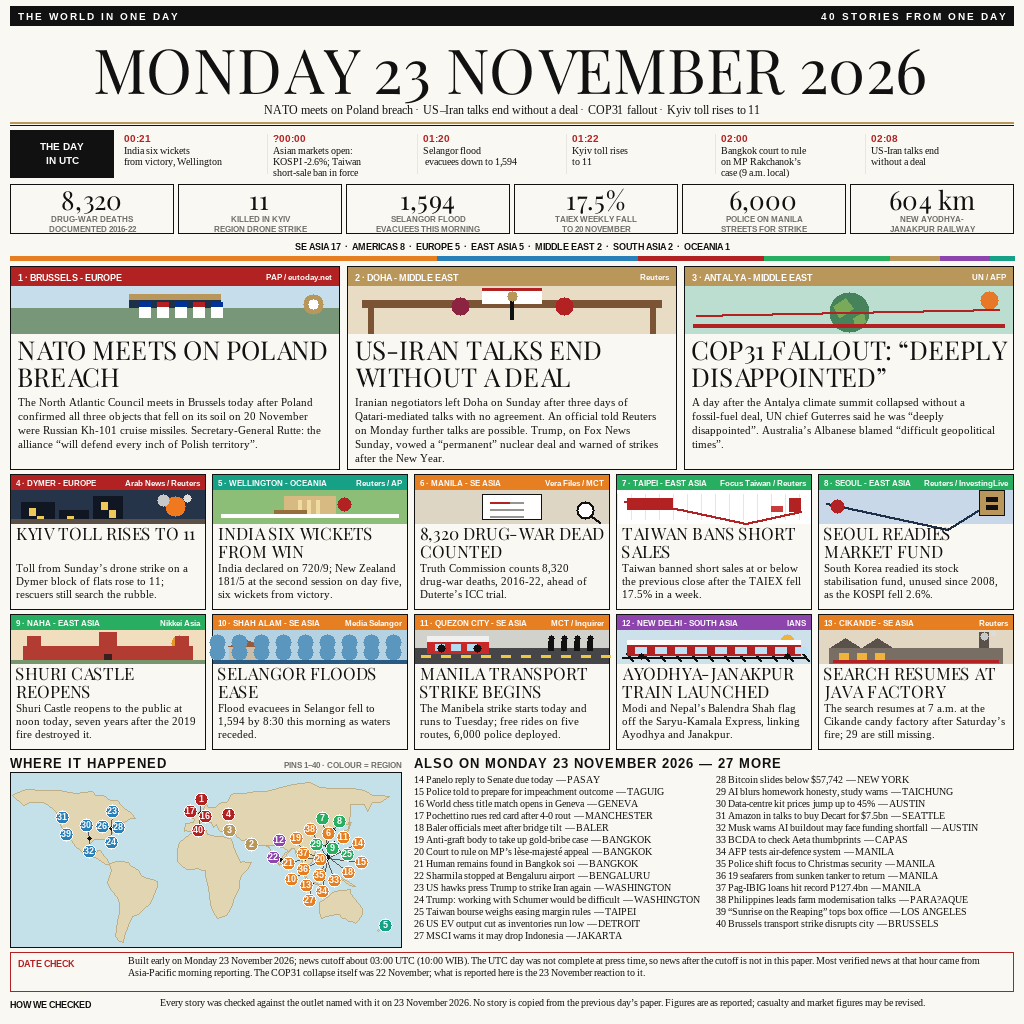 THE WORLD IN ONE DAY
40 STORIES FROM ONE DAY
MONDAY 23 NOVEMBER 2026
NATO meets on Poland breach · US–Iran talks end without a deal · COP31 fallout · Kyiv toll rises to 11
THE DAY
IN UTC
00:21
India six wickets
from victory, Wellington
?00:00
Asian markets open:
KOSPI -2.6%; Taiwan
short-sale ban in force
01:20
Selangor flood
evacuees down to 1,594
01:22
Kyiv toll rises
to 11
02:00
Bangkok court to rule
on MP Rakchanok's
case (9 a.m. local)
02:08
US-Iran talks end
without a deal
8,320
DRUG-WAR DEATHS
DOCUMENTED 2016-22
11
KILLED IN KYIV
REGION DRONE STRIKE
1,594
SELANGOR FLOOD
EVACUEES THIS MORNING
17.5%
TAIEX WEEKLY FALL
TO 20 NOVEMBER
6,000
POLICE ON MANILA
STREETS FOR STRIKE
604 km
NEW AYODHYA-
JANAKPUR RAILWAY
SE ASIA 17 · AMERICAS 8 · EUROPE 5 · EAST ASIA 5 · MIDDLE EAST 2 · SOUTH ASIA 2 · OCEANIA 1
1 · BRUSSELS - EUROPE
PAP / eutoday.net
NATO MEETS ON POLAND
BREACH
The North Atlantic Council meets in Brussels today after Poland
confirmed all three objects that fell on its soil on 20 November
were Russian Kh-101 cruise missiles. Secretary-General Rutte: the
alliance “will defend every inch of Polish territory”.
2 · DOHA - MIDDLE EAST
Reuters
US–IRAN TALKS END
WITHOUT A DEAL
Iranian negotiators left Doha on Sunday after three days of
Qatari-mediated talks with no agreement. An official told Reuters
on Monday further talks are possible. Trump, on Fox News
Sunday, vowed a “permanent” nuclear deal and warned of strikes
after the New Year.
3 · ANTALYA - MIDDLE EAST
UN / AFP
COP31 FALLOUT: “DEEPLY
DISAPPOINTED”
A day after the Antalya climate summit collapsed without a
fossil-fuel deal, UN chief Guterres said he was “deeply
disappointed”. Australia's Albanese blamed “difficult geopolitical
times”.
4 · DYMER - EUROPE
Arab News / Reuters
KYIV TOLL RISES TO 11
Toll from Sunday's drone strike on a
Dymer block of flats rose to 11;
rescuers still search the rubble.
5 · WELLINGTON - OCEANIA
Reuters / AP
INDIA SIX WICKETS
FROM WIN
India declared on 720/9; New Zealand
181/5 at the second session on day five,
six wickets from victory.
6 · MANILA - SE ASIA
Vera Files / MCT
8,320 DRUG-WAR DEAD
COUNTED
Truth Commission counts 8,320
drug-war deaths, 2016-22, ahead of
Duterte's ICC trial.
7 · TAIPEI - EAST ASIA
Focus Taiwan / Reuters
TAIWAN BANS SHORT
SALES
Taiwan banned short sales at or below
the previous close after the TAIEX fell
17.5% in a week.
8 · SEOUL - EAST ASIA
Reuters / InvestingLive
SEOUL READIES
MARKET FUND
South Korea readied its stock
stabilisation fund, unused since 2008,
as the KOSPI fell 2.6%.
9 · NAHA - EAST ASIA
Nikkei Asia
SHURI CASTLE
REOPENS
Shuri Castle reopens to the public at
noon today, seven years after the 2019
fire destroyed it.
10 · SHAH ALAM - SE ASIA
Media Selangor
SELANGOR FLOODS
EASE
Flood evacuees in Selangor fell to
1,594 by 8:30 this morning as waters
receded.
11 · QUEZON CITY - SE ASIA
MCT / Inquirer
MANILA TRANSPORT
STRIKE BEGINS
The Manibela strike starts today and
runs to Tuesday; free rides on five
routes, 6,000 police deployed.
12 · NEW DELHI - SOUTH ASIA
IANS
AYODHYA-JANAKPUR
TRAIN LAUNCHED
Modi and Nepal's Balendra Shah flag
off the Saryu-Kamala Express, linking
Ayodhya and Janakpur.
13 · CIKANDE - SE ASIA
Reuters
SEARCH RESUMES AT
JAVA FACTORY
The search resumes at 7 a.m. at the
Cikande candy factory after Saturday's
fire; 29 are still missing.
WHERE IT HAPPENED
PINS 1–40 · COLOUR = REGION
ALSO ON MONDAY 23 NOVEMBER 2026 — 27 MORE
14 Panelo reply to Senate due today — PASAY
15 Police told to prepare for impeachment outcome — TAGUIG
16 World chess title match opens in Geneva — GENEVA
17 Pochettino rues red card after 4-0 rout — MANCHESTER
18 Baler officials meet after bridge tilt — BALER
19 Anti-graft body to take up gold-bribe case — BANGKOK
20 Court to rule on MP's lèse-majesté appeal — BANGKOK
21 Human remains found in Bangkok soi — BANGKOK
22 Sharmila stopped at Bengaluru airport — BENGALURU
23 US hawks press Trump to strike Iran again — WASHINGTON
24 Trump: working with Schumer would be difficult — WASHINGTON
25 Taiwan bourse weighs easing margin rules — TAIPEI
26 US EV output cut as inventories run low — DETROIT
27 MSCI warns it may drop Indonesia — JAKARTA
28 Bitcoin slides below $57,742 — NEW YORK
29 AI blurs homework honesty, study warns — TAICHUNG
30 Data-centre kit prices jump up to 45% — AUSTIN
31 Amazon in talks to buy Decart for $7.5bn — SEATTLE
32 Musk warns AI buildout may face funding shortfall — AUSTIN
33 BCDA to check Aeta thumbprints — CAPAS
34 AFP tests air-defence system — MANILA
35 Police shift focus to Christmas security — MANILA
36 19 seafarers from sunken tanker to return — MANILA
37 Pag-IBIG loans hit record P127.4bn — MANILA
38 Philippines leads farm modernisation talks — PARA?AQUE
39 “Sunrise on the Reaping” tops box office — LOS ANGELES
40 Brussels transport strike disrupts city — BRUSSELS
DATE CHECK
Built early on Monday 23 November 2026; news cutoff about 03:00 UTC (10:00 WIB). The UTC day was not complete at press time, so news after the cutoff is not in this paper. Most verified news at that hour came from
Asia-Pacific morning reporting. The COP31 collapse itself was 22 November; what is reported here is the 23 November reaction to it.
HOW WE CHECKED
Every story was checked against the outlet named with it on 23 November 2026. No story is copied from the previous day's paper. Figures are as reported; casualty and market figures may be revised.